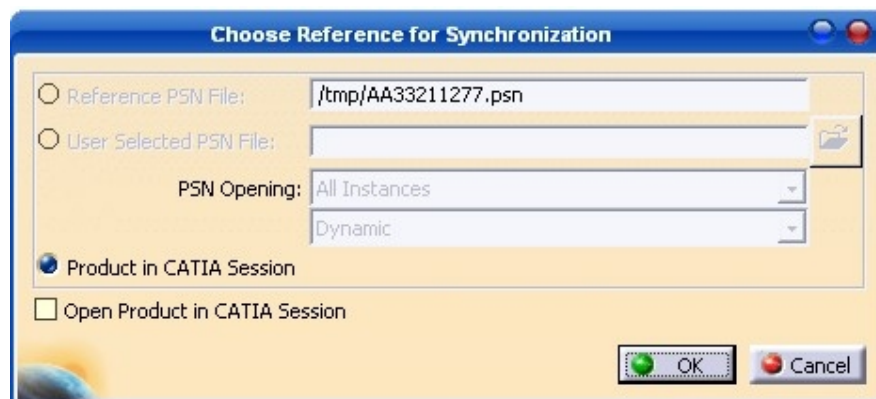 Choose Reference for Synchronization
Reference PSN File: /tmp/AA33211277.psn
User Selected PSN File:
PSN Opening: All Instances
Dynamic
Product in CATIA Session
Open Product in CATIA Session
OK Cancel